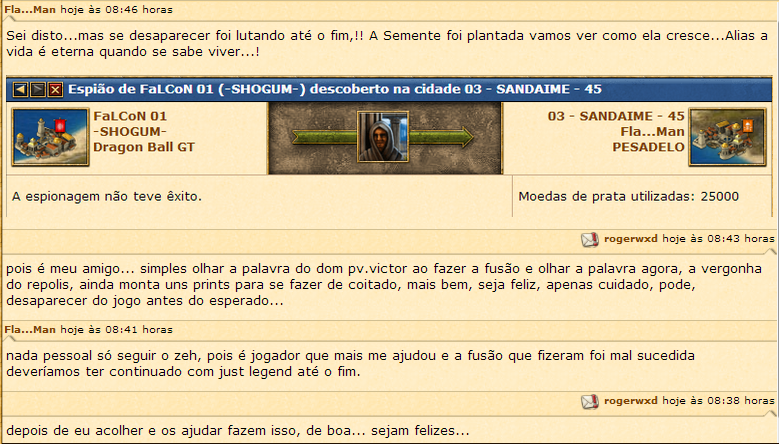 Fla...Man hoje às 08:46 horas
Sei disto...mas se desaparecer foi lutando até o fim,!! A Semente foi plantada vamos ver como ela cresce...Alias a
vida é eterna quando se sabe viver...!
Espião de FaLCoN 01 (-SHOGUM-) descoberto na cidade 03 - SANDAIME - 45
FaLCoN 01
-SHOGUM-
Dragon Ball GT
03 - SANDAIME - 45
Fla...Man
PESADELO
A espionagem não teve êxito.
Moedas de prata utilizadas: 25000
rogerwxd hoje às 08:43 horas
pois é meu amigo... simples olhar a palavra do dom pv.victor ao fazer a fusão e olhar a palavra agora, a vergonha
do repolis, ainda monta uns prints para se fazer de coitado, mais bem, seja feliz, apenas cuidado, pode,
desaparecer do jogo antes do esperado...
Fla...Man hoje às 08:41 horas
nada pessoal só seguir o zeh, pois é jogador que mais me ajudou e a fusão que fizeram foi mal sucedida
deveríamos ter continuado com just legend até o fim.
rogerwxd hoje às 08:38 horas
depois de eu acolher e os ajudar fazem isso, de boa... sejam felizes...